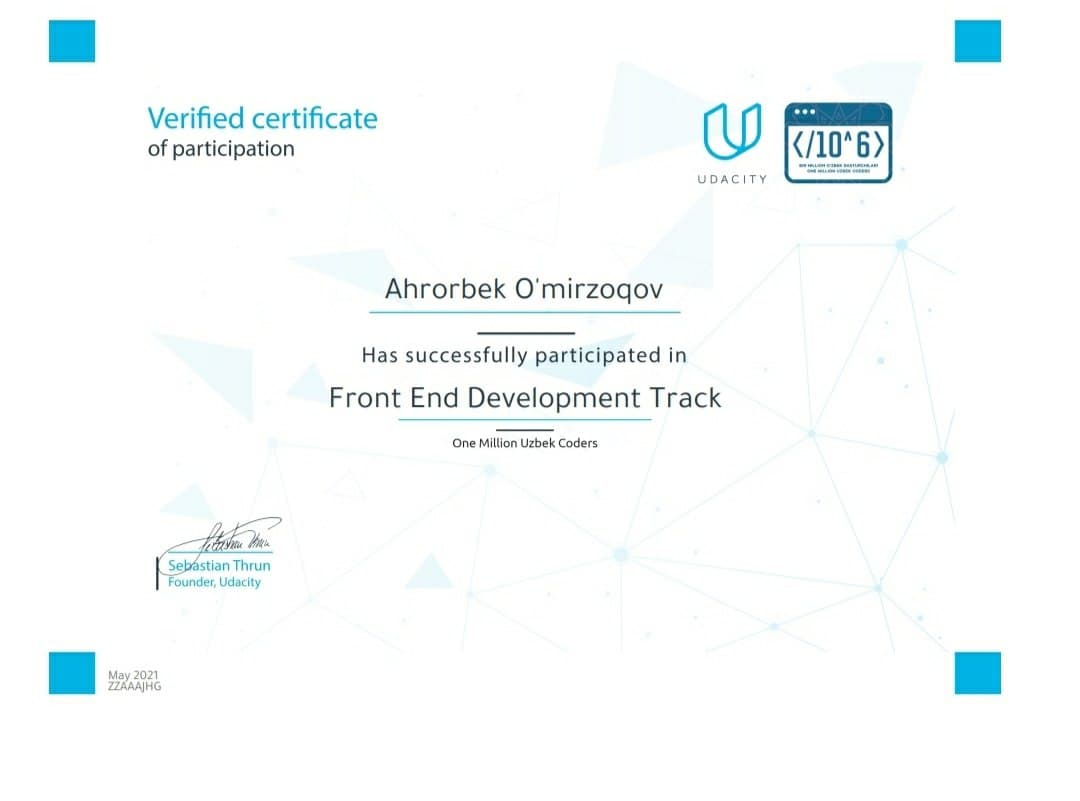 Verified certificate
of participation
UDACITY
</10^6>
BIR MILLION O'ZBEK DASTURCHILARI
ONE MILLION UZBEK CODERS
Ahrorbek O'mirzoqov
Has successfully participated in
Front End Development Track
One Million Uzbek Coders
Sebastian Thrun
Founder, Udacity
May 2021
ZZAAAJHG